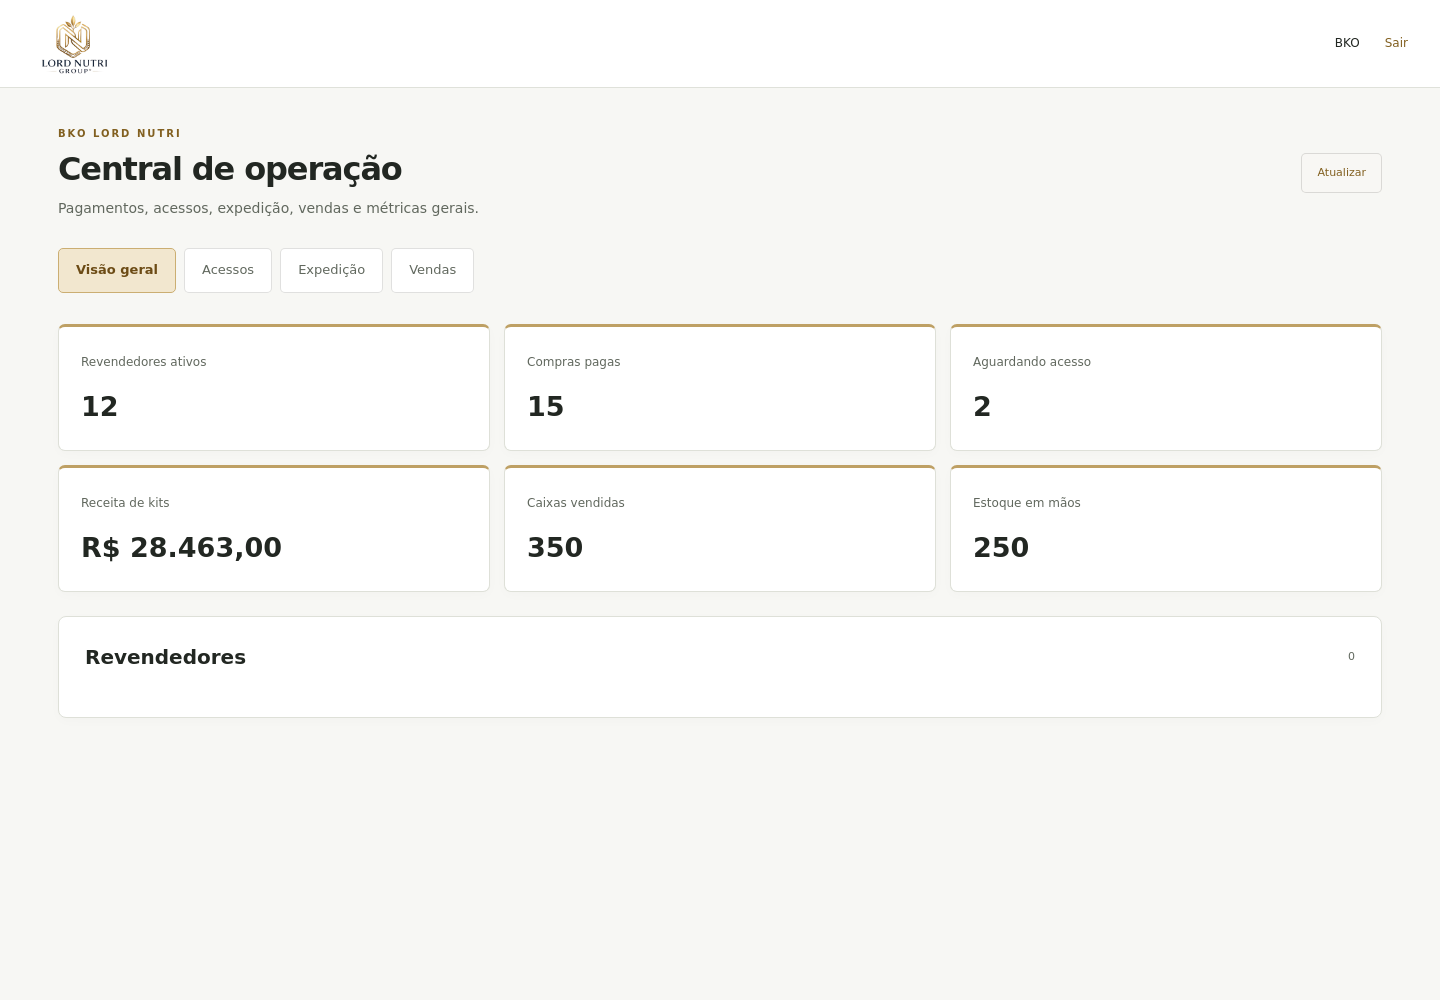 LORD NUTRI
GROUP
BKO
Sair
BKO LORD NUTRI
Central de operação
Atualizar
Pagamentos, acessos, expedição, vendas e métricas gerais.
Visão geral
Acessos
Expedição
Vendas
Revendedores ativos
12
Compras pagas
15
Aguardando acesso
2
Receita de kits
R$ 28.463,00
Caixas vendidas
350
Estoque em mãos
250
Revendedores
0